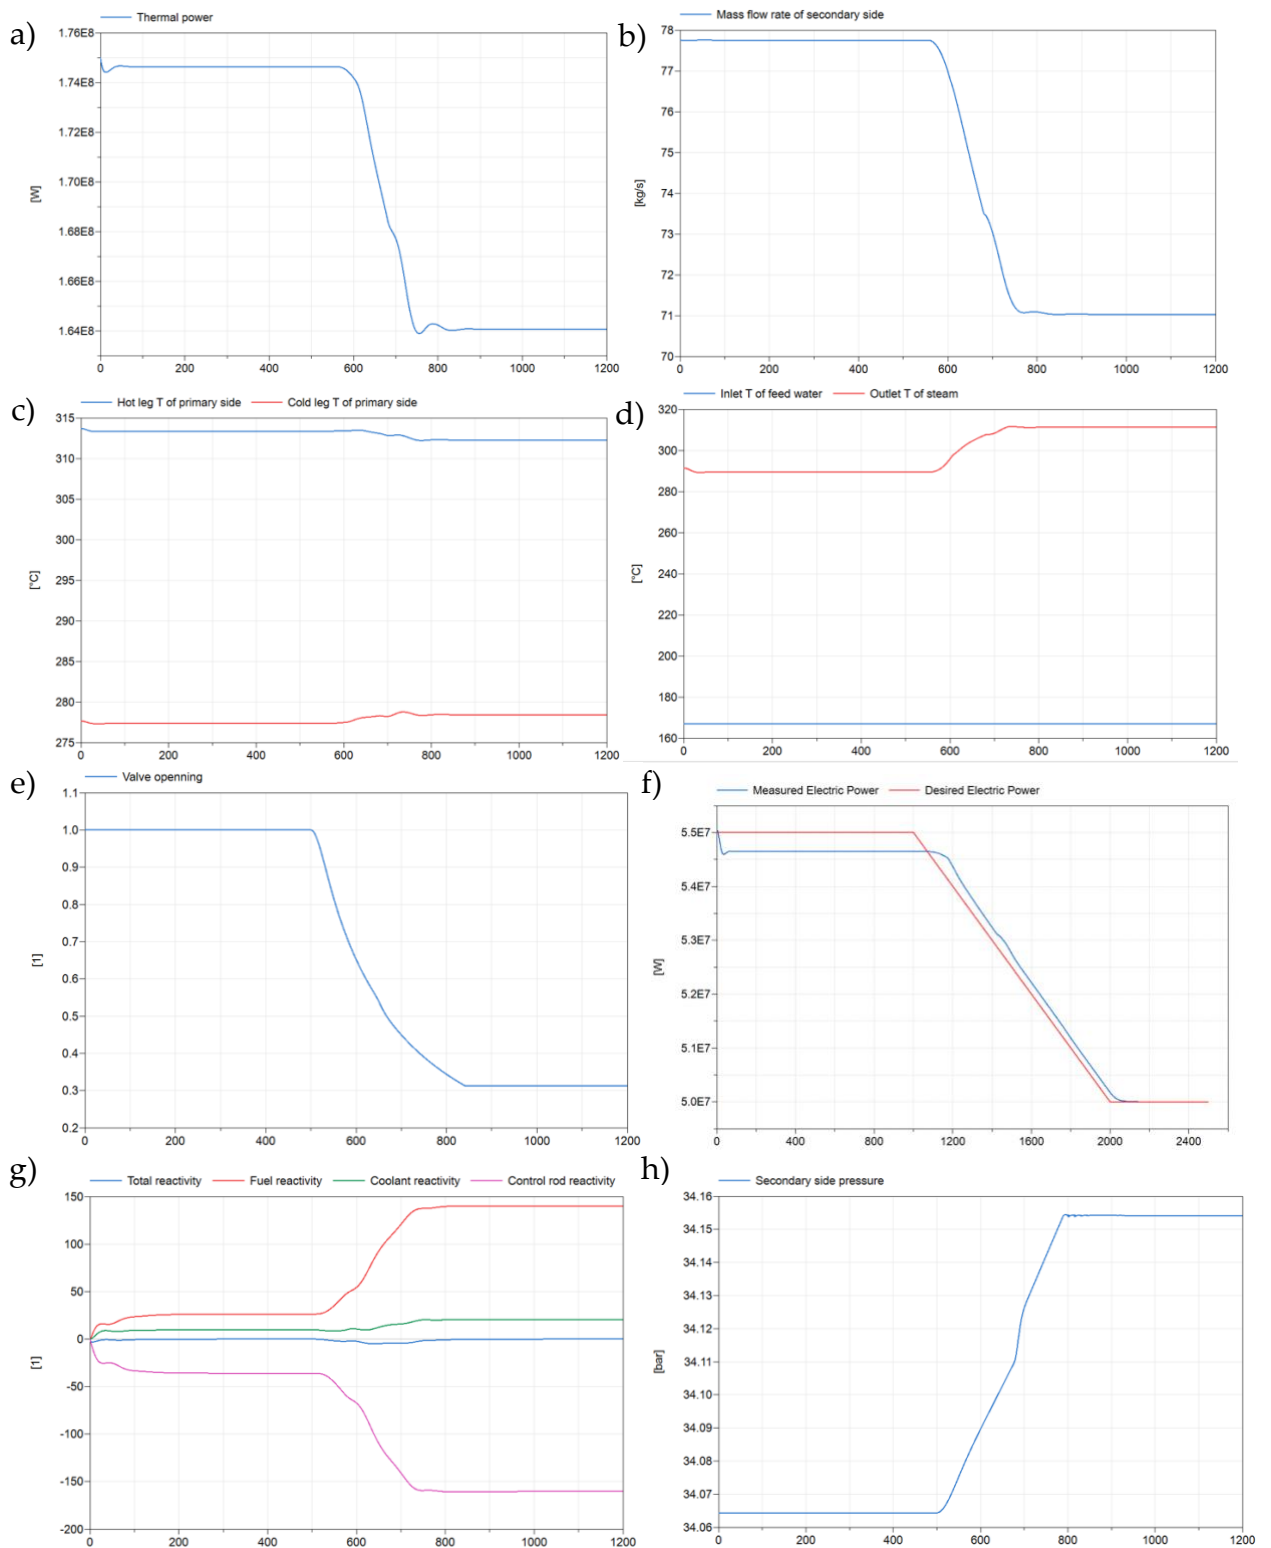 a)
Thermal power
1.76E8
1.74E8
1.72E8
1.70E8
1.68E8
1.66E8
1.64E8
[W]
0 200 400 600 800 1000 1200
b)
Mass flow rate of secondary side
78
77
76
75
74
73
72
71
70
[kg/s]
0 200 400 600 800 1000 1200
c)
Hot leg T of primary side Cold leg T of primary side
315
310
305
300
295
290
285
280
275
[°C]
0 200 400 600 800 1000 1200
d)
Inlet T of feed water Outlet T of steam
320
300
280
260
240
220
200
180
160
[°C]
0 200 400 600 800 1000 1200
e)
Valve openning
1.1
1.0
0.9
0.8
0.7
0.6
0.5
0.4
0.3
0.2
[1]
0 200 400 600 800 1000 1200
f)
Measured Electric Power Desired Electric Power
5.5E7
5.4E7
5.3E7
5.2E7
5.1E7
5.0E7
[W]
0 400 800 1200 1600 2000 2400
g)
Total reactivity Fuel reactivity Coolant reactivity Control rod reactivity
150
100
50
0
-50
-100
-150
-200
[1]
0 200 400 600 800 1000 1200
h)
Secondary side pressure
34.16
34.15
34.14
34.13
34.12
34.11
34.10
34.09
34.08
34.07
34.06
[bar]
0 200 400 600 800 1000 1200